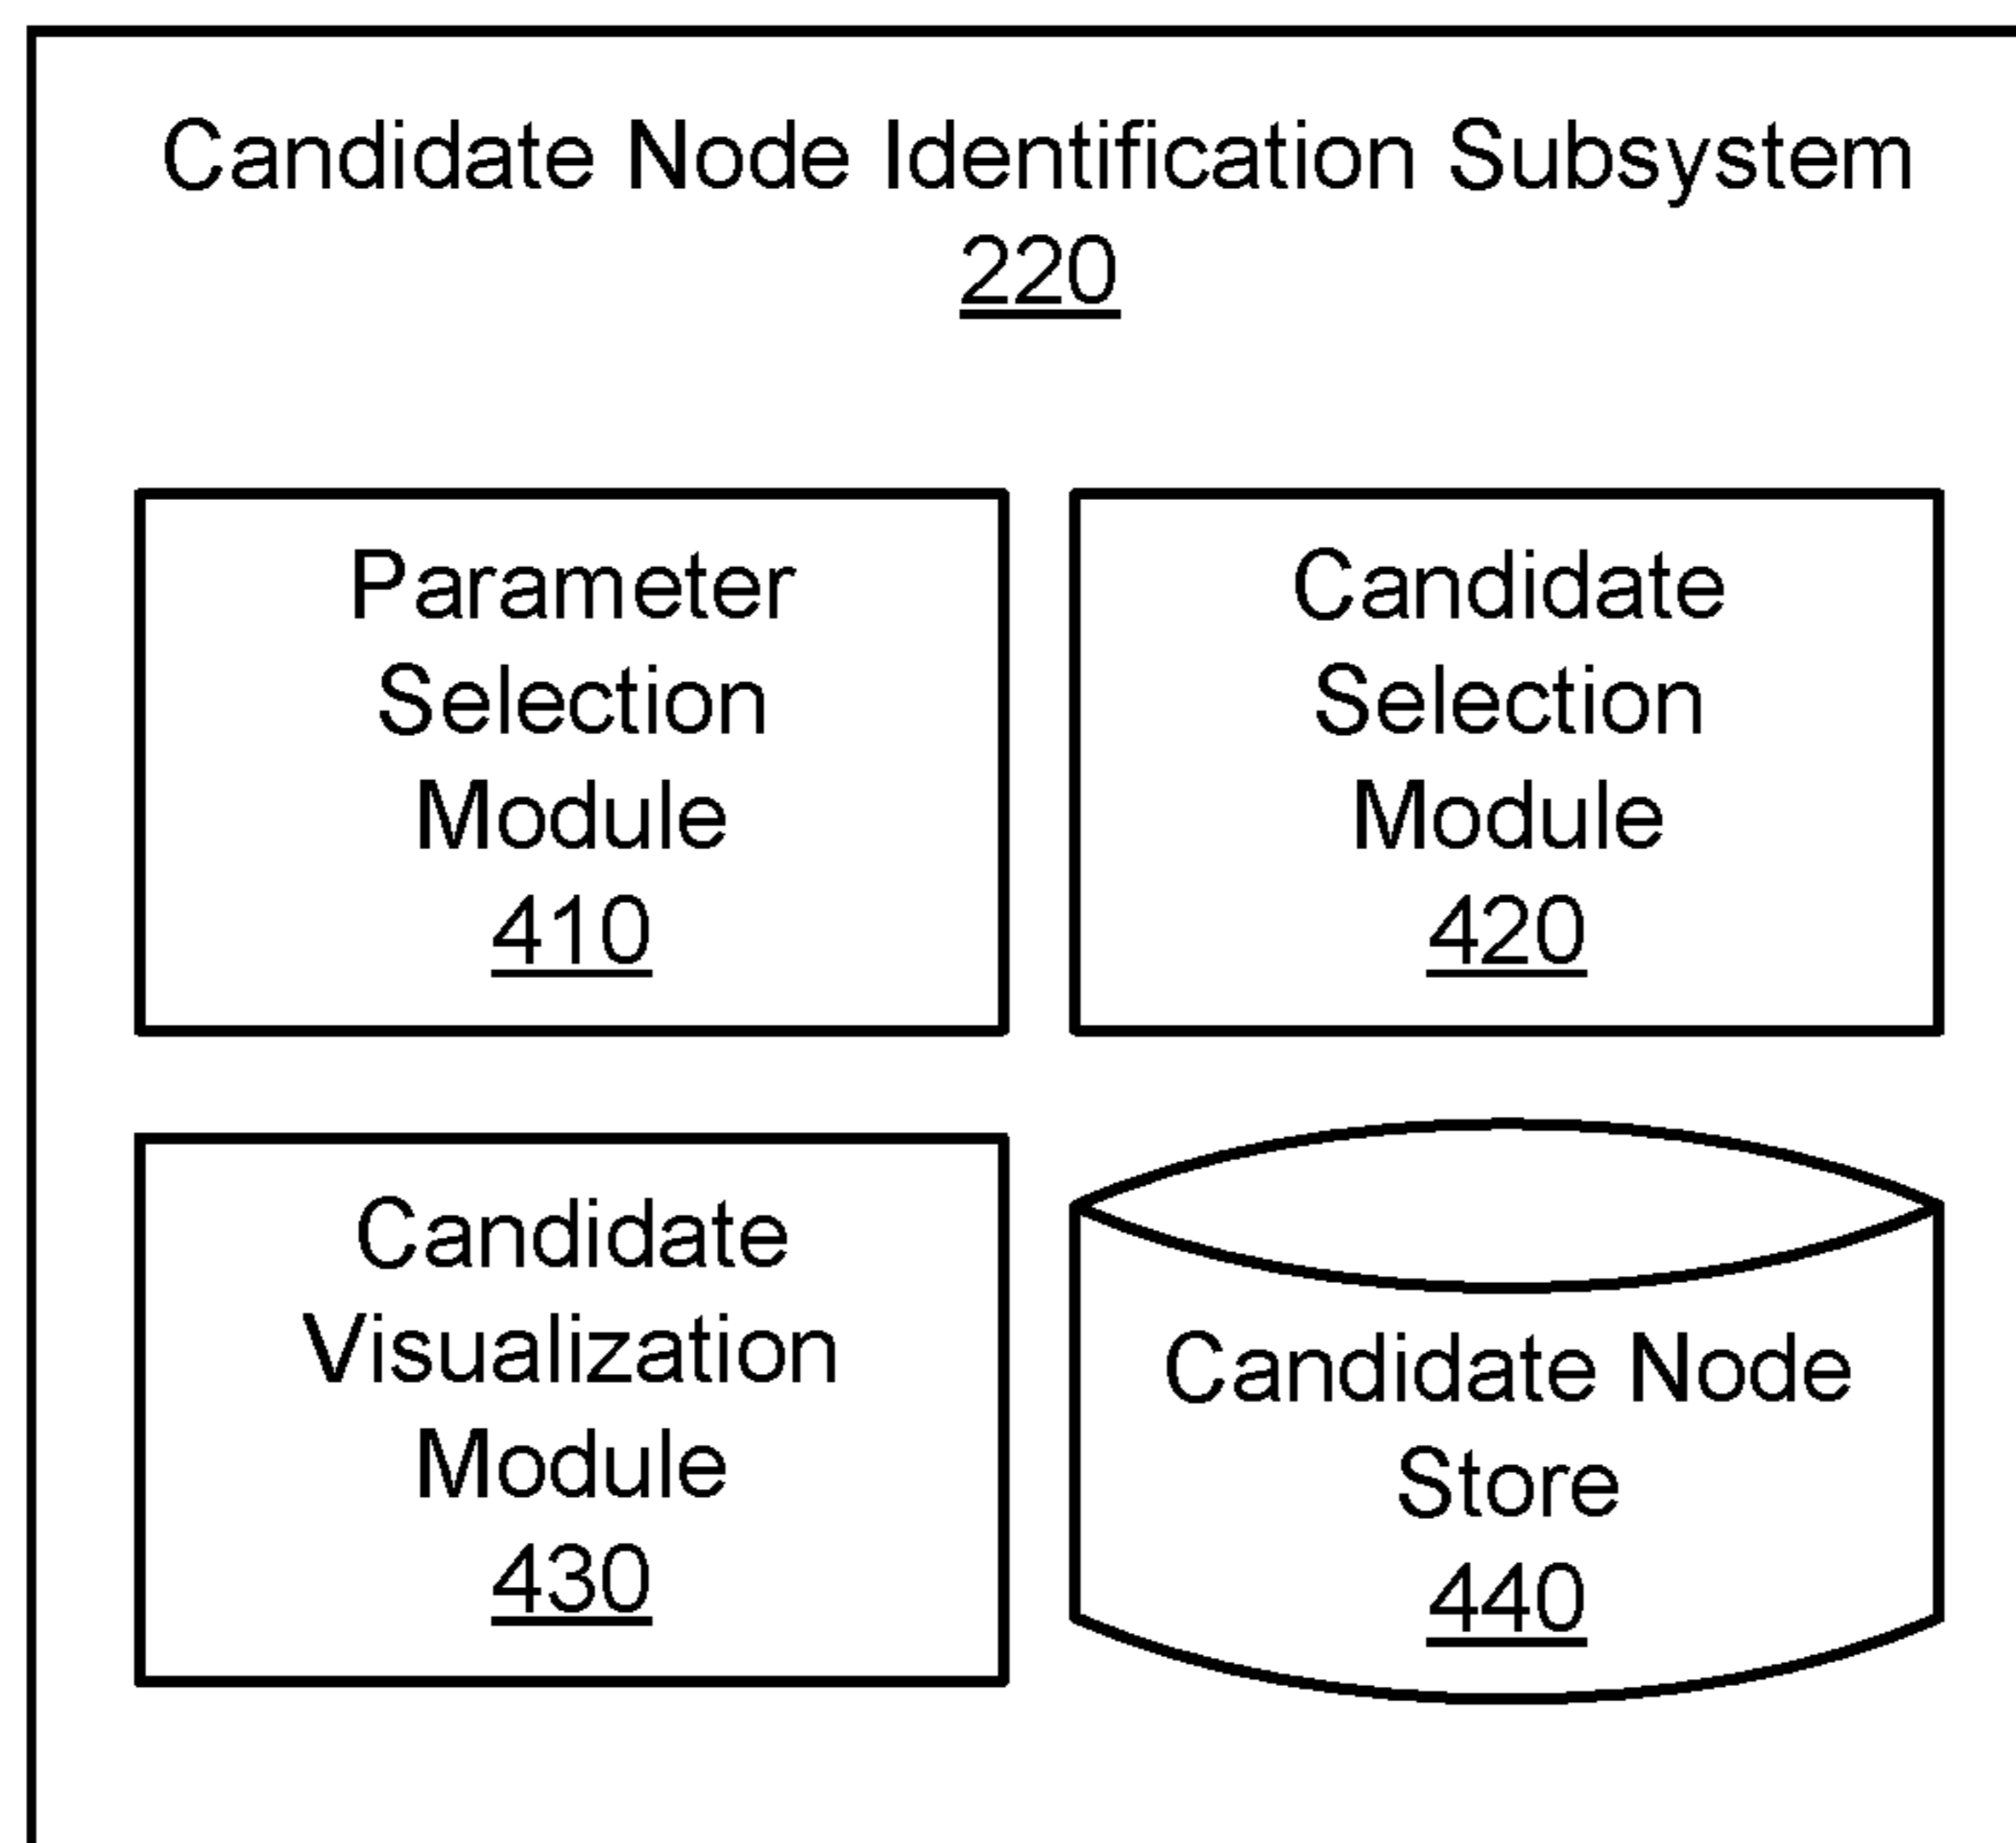 Candidate Node Identification Subsystem
220
Parameter
Selection
Module
410
Candidate
Selection
Module
420
Candidate
Visualization
Module
430
Candidate Node
Store
440